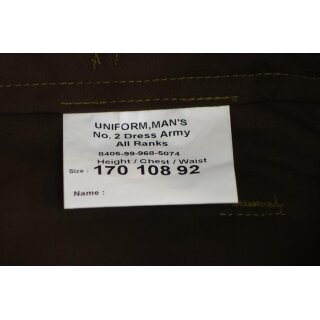 UNIFORM,MAN'S
No. 2 Dress Army
All Ranks
8405-99-968-5074
Height / Chest / Waist
Size : 170 108 92
Name :